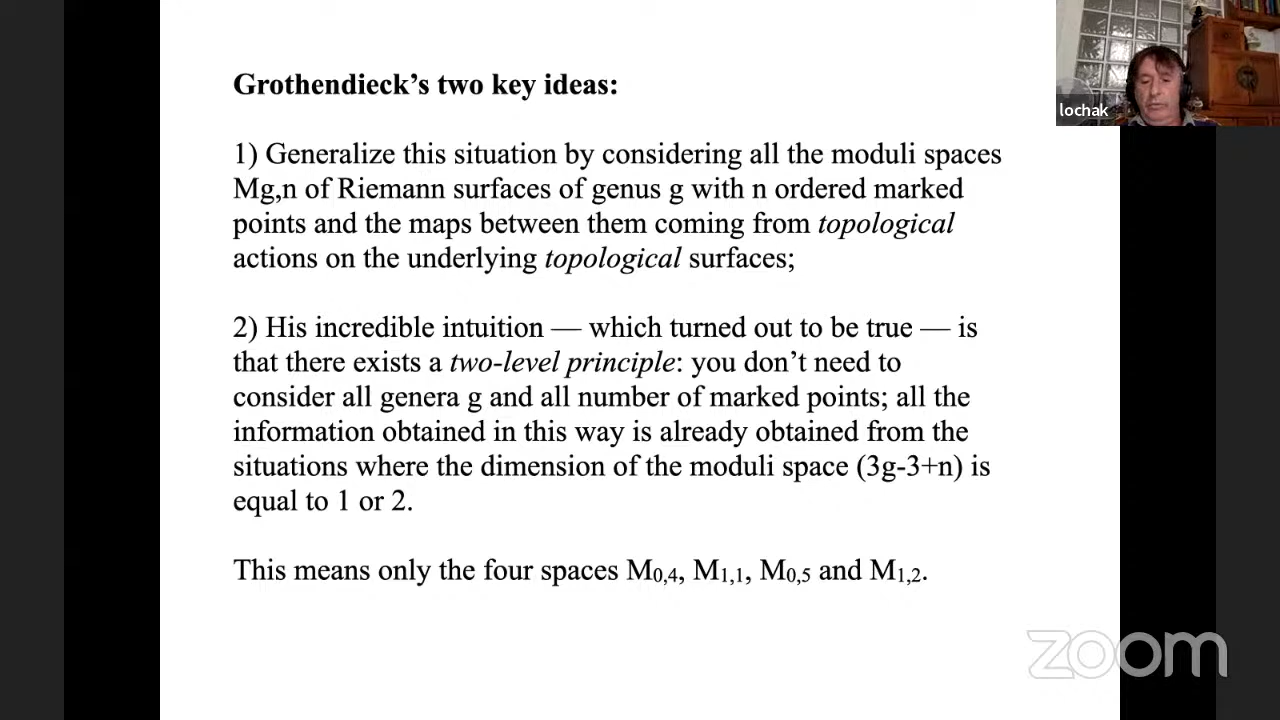 Grothendieck’s two key ideas:
1) Generalize this situation by considering all the moduli spaces
Mg,n of Riemann surfaces of genus g with n ordered marked
points and the maps between them coming from topological
actions on the underlying topological surfaces;
2) His incredible intuition — which turned out to be true — is
that there exists a two-level principle: you don’t need to
consider all genera g and all number of marked points; all the
information obtained in this way is already obtained from the
situations where the dimension of the moduli space (3g-3+n) is
equal to 1 or 2.
This means only the four spaces M₀,₄, M₁,₁, M₀,₅ and M₁,₂.
lochak
zoom